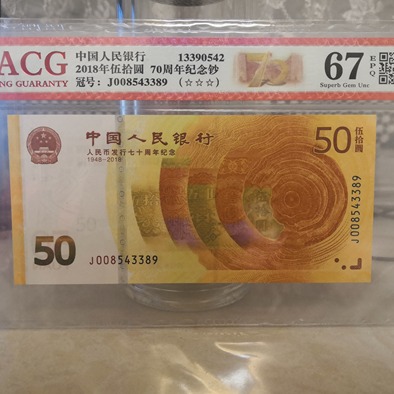 ACG
NG GUARANTY
中国人民银行 13390542
2018年伍拾圆 70周年纪念钞
冠号：J008543389 (☆☆☆)
67 EPQ
Superb Gem Unc
中国人民银行
人民币发行七十周年纪念
1948-2018
50 伍拾圆
J008543389
50
J008543389